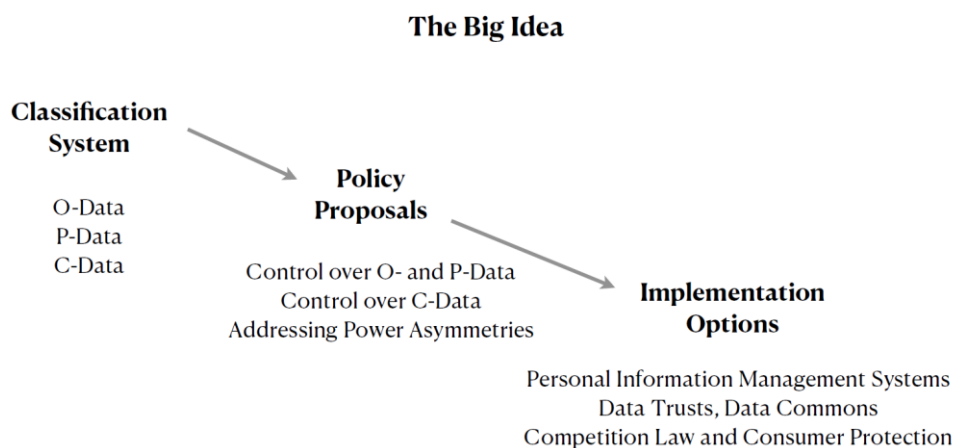 The Big Idea
Classification
System
O-Data
P-Data
C-Data
Policy
Proposals
Control over O- and P-Data
Control over C-Data
Addressing Power Asymmetries
Implementation
Options
Personal Information Management Systems
Data Trusts, Data Commons
Competition Law and Consumer Protection